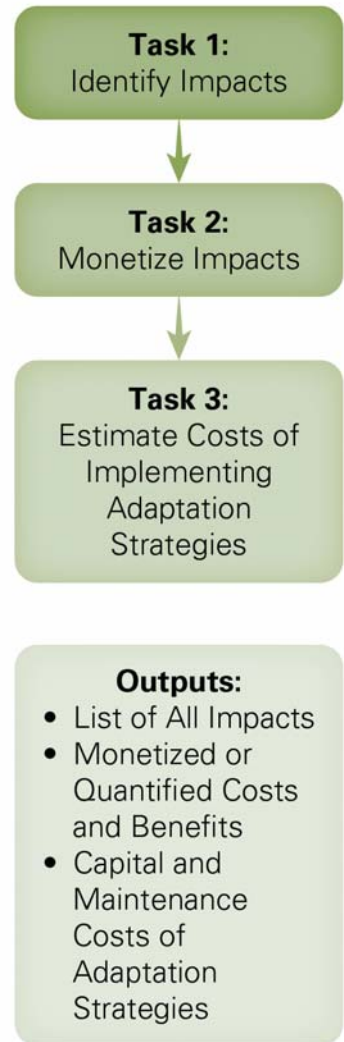 Task 1:
Identify Impacts
Task 2:
Monetize Impacts
Task 3:
Estimate Costs of
Implementing
Adaptation
Strategies
Outputs:
• List of All Impacts
• Monetized or
Quantified Costs
and Benefits
• Capital and
Maintenance
Costs of
Adaptation
Strategies